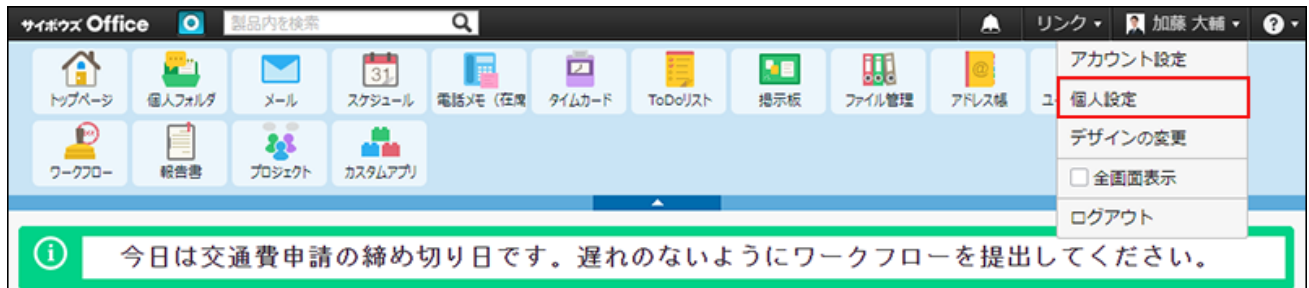 サイボウズ Office
製品内を検索
リンク
加藤 大輔
?
トップページ
個人フォルダ
メール
31
スケジュール
電話メモ（在席
タイムカード
ToDoリスト
掲示板
ファイル管理
@
アドレス帳
ユー
アカウント設定
個人設定
デザインの変更
全画面表示
ログアウト
ワークフロー
報告書
プロジェクト
カスタムアプリ
今日は交通費申請の締め切り日です。遅れのないようにワークフローを提出してください。